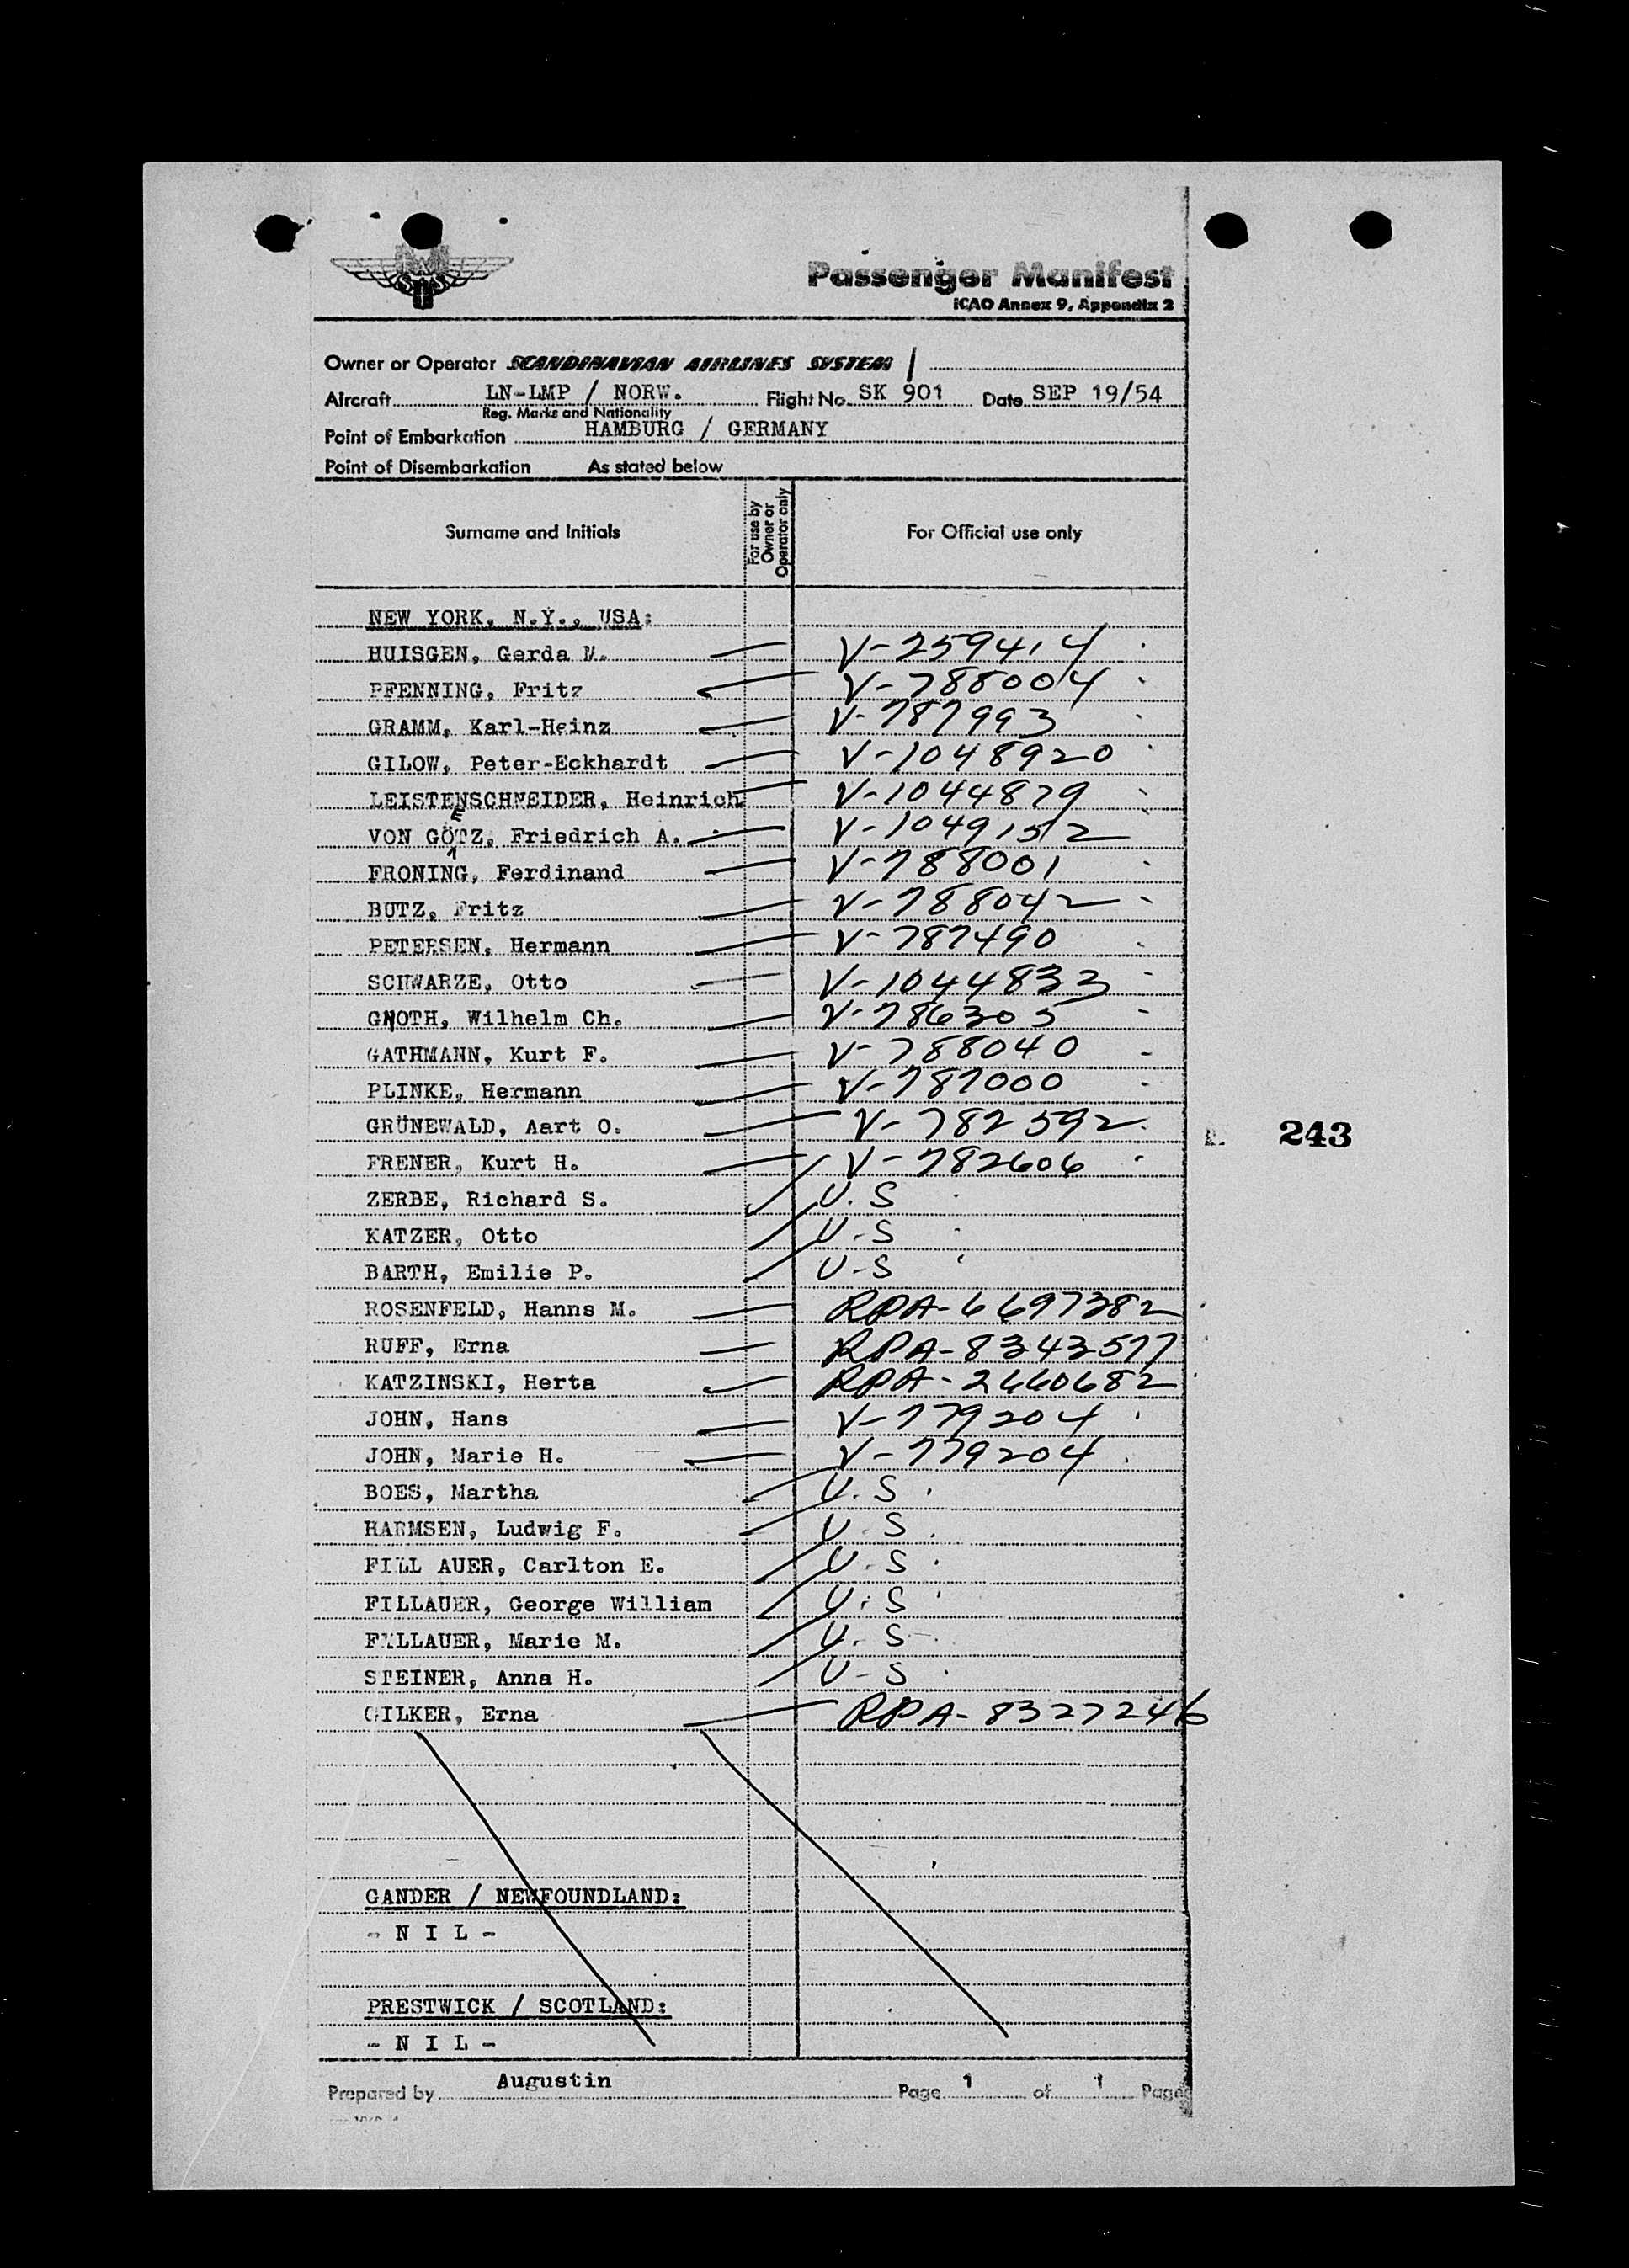 SAS
Passenger Manifest
ICAO Annex 9, Appendix 2
Owner or Operator SCANDINAVIAN AIRLINES SYSTEM
Aircraft LN-LMP / NORW. Flight No. SK 901 Date SEP 19/54
Reg. Marks and Nationality
Point of Embarkation HAMBURG / GERMANY
Point of Disembarkation As stated below
Surname and Initials For use by Owner or Operator only For Official use only
NEW YORK, N.Y., USA:
HUISGEN, Gerda M. V-259414
PFENNING, Fritz V-788004
GRAMM, Karl-Heinz V-787993
GILOW, Peter-Eckhardt V-1048920
LEISTENSCHNEIDER, Heinrich V-1044879
VON GÖETZ, Friedrich A. V-1049152
FRONING, Ferdinand V-788001
BUTZ, Fritz V-788042
PETERSEN, Hermann V-787490
SCHWARZE, Otto V-1044833
GNOTH, Wilhelm Ch. V-786305
GATHMANN, Kurt F. V-788040
PLINKE, Hermann V-787000
GRÜNEWALD, Aart O. V-782592
243
FRENER, Kurt H. V-782606
ZERBE, Richard S. U.S
KATZER, Otto U.S
BARTH, Emilie P. U-S
ROSENFELD, Hanns M. RPA-6697382
RUFF, Erna RPA-8343577
KATZINSKI, Herta RPA-2660682
JOHN, Hans V-779204
JOHN, Marie H. V-779204
BOES, Martha U.S.
HARMSEN, Ludwig F. U.S.
FILL AUER, Carlton E. U.S.
FILLAUER, George William U.S
FILLAUER, Marie M. U.S.
STEINER, Anna H. U-S
GILKER, Erna RPA-8327246
GANDER / NEWFOUNDLAND:
- N I L -
PRESTWICK / SCOTLAND:
- N I L -
Prepared by Augustin Page 1 of 1 Pages